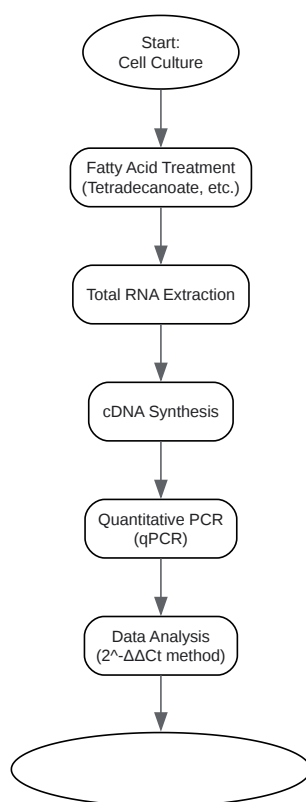 Start:
Cell Culture
Fatty Acid Treatment
(Tetradecanoate, etc.)
Total RNA Extraction
cDNA Synthesis
Quantitative PCR
(qPCR)
Data Analysis
(2^-ΔΔCt method)